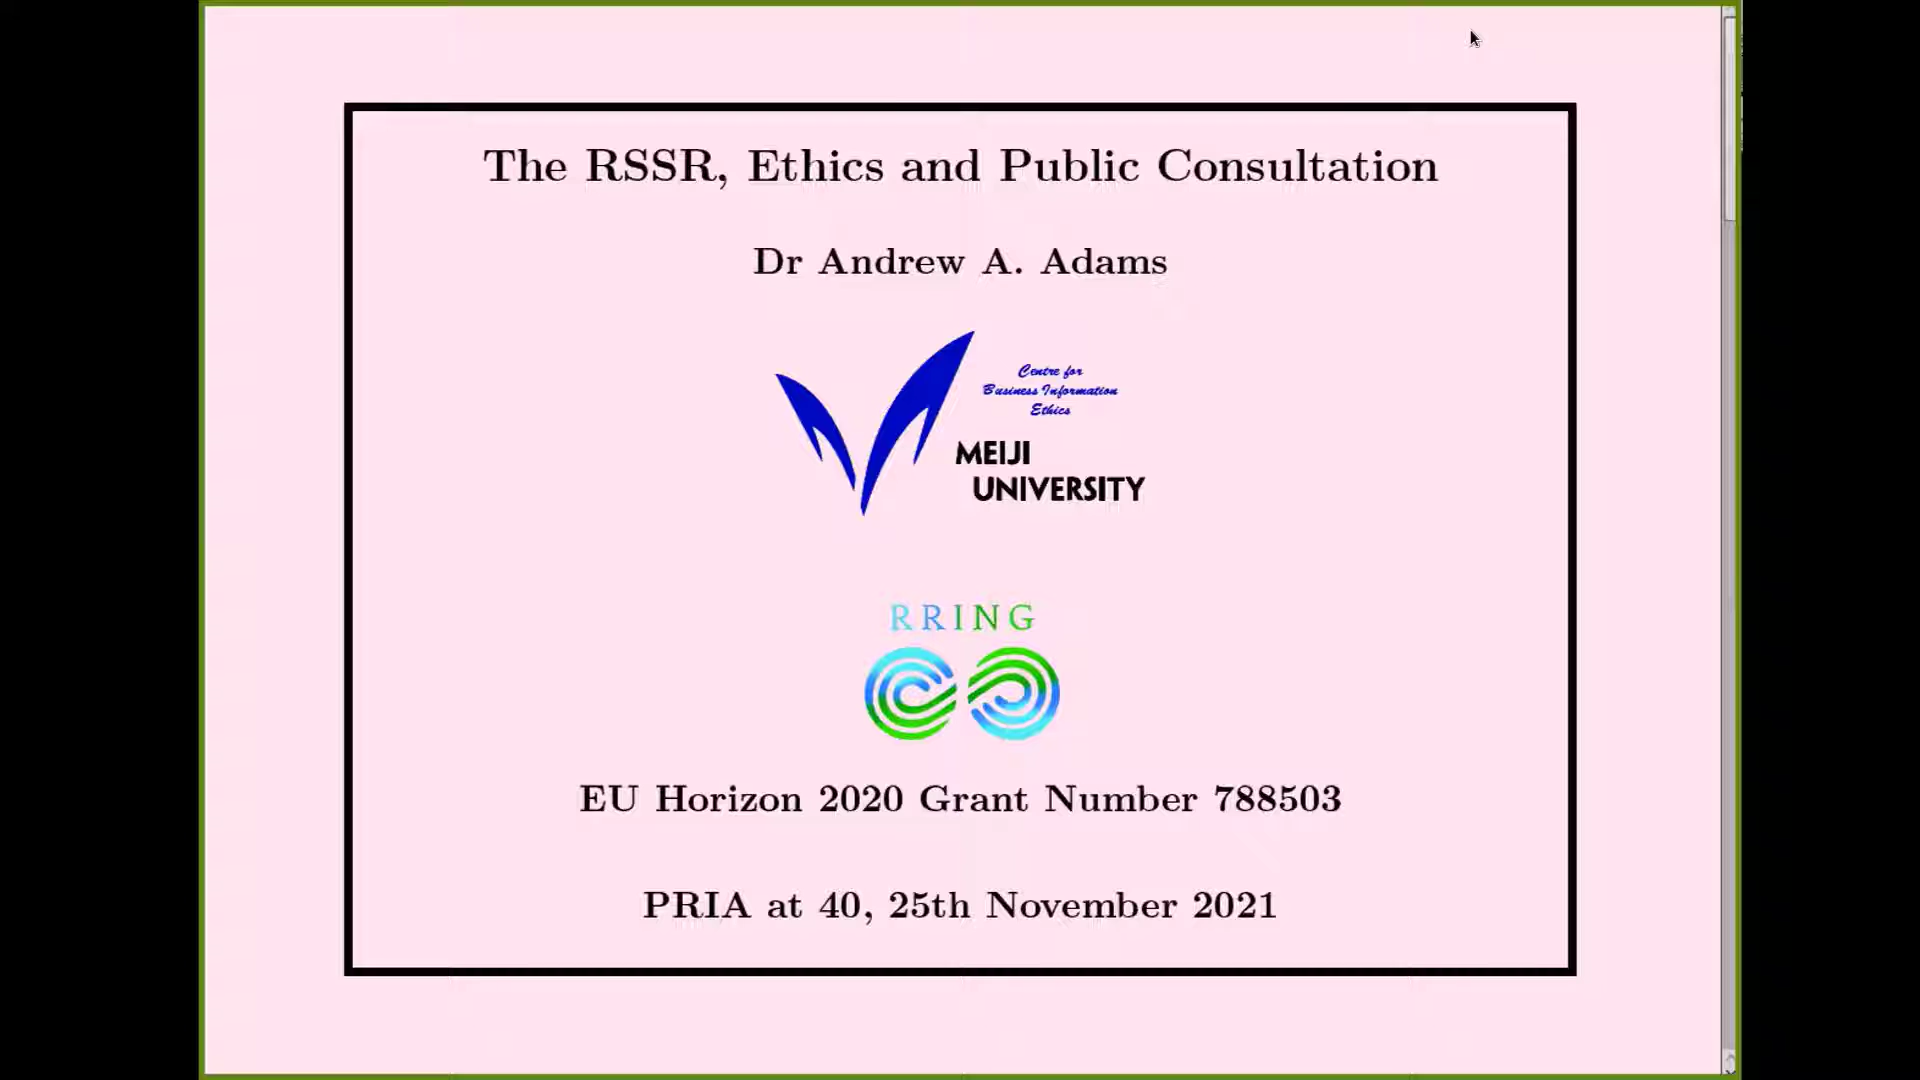 The RSSR, Ethics and Public Consultation
Dr Andrew A. Adams
Centre for
Business Information
Ethics
MEIJI
UNIVERSITY
RRING
EU Horizon 2020 Grant Number 788503
PRIA at 40, 25th November 2021